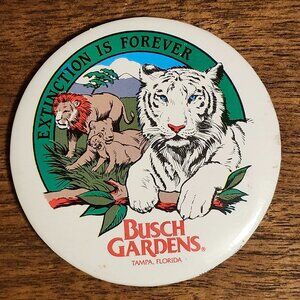 EXTINCTION IS FOREVER
BUSCH
GARDENS®
TAMPA, FLORIDA